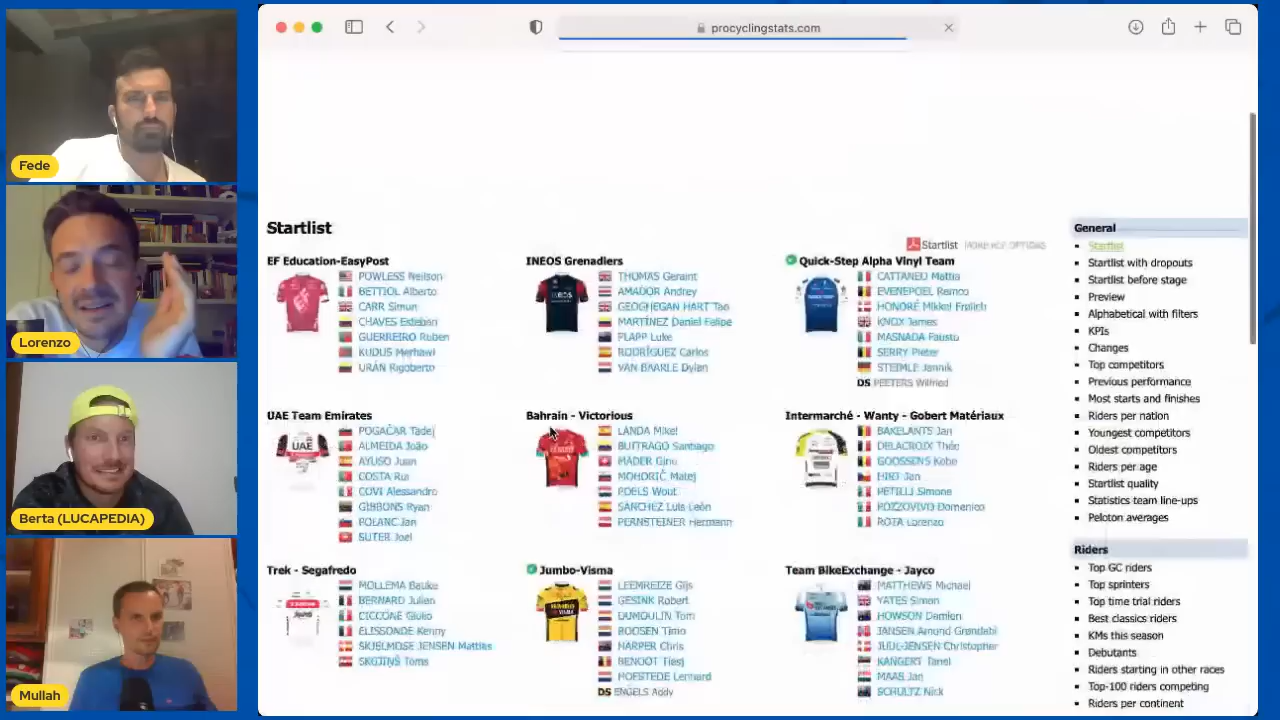 procyclingstats.com
Fede
Lorenzo
Berta (LUCAPEDIA)
Mullah
Startlist
Startlist MORE PCF OPTIONS
EF Education-EasyPost
POWLESS Neilson
BETTIOL Alberto
CARR Simon
CHAVES Esteban
GUERREIRO Ruben
KUDUS Merhawi
URÁN Rigoberto
INEOS Grenadiers
THOMAS Geraint
AMADOR Andrey
GEOGHEGAN HART Tao
MARTÍNEZ Daniel Felipe
PLAPP Luke
RODRÍGUEZ Carlos
VAN BAARLE Dylan
Quick-Step Alpha Vinyl Team
CATTANEO Mattia
EVENEPOEL Remco
HONORÉ Mikkel Frølich
KNOX James
MASNADA Fausto
SERRY Pieter
STEIMLE Jannik
DS PEETERS Wilfried
UAE Team Emirates
UAE
POGAČAR Tadej
ALMEIDA João
AYUSO Juan
COSTA Rui
COVI Alessandro
GIBBONS Ryan
POLANC Jan
SUTER Joel
Bahrain - Victorious
LANDA Mikel
BUITRAGO Santiago
MÄDER Gino
MOHORIČ Matej
POELS Wout
SÁNCHEZ Luis León
PERNSTEINER Hermann
Intermarché - Wanty - Gobert Matériaux
BAKELANTS Jan
DELACROIX Théo
GOOSSENS Kobe
HIRT Jan
PETILLI Simone
POZZOVIVO Domenico
ROTA Lorenzo
Trek - Segafredo
MOLLEMA Bauke
BERNARD Julien
CICCONE Giulio
ELISSONDE Kenny
SKJELMOSE JENSEN Mattias
SKUJIŅŠ Toms
Jumbo-Visma
LEEMREIZE Gijs
GESINK Robert
DUMOULIN Tom
ROOSEN Timo
HARPER Chris
BENOOT Tiesj
HOFSTEDE Lennard
DS ENGELS Addy
Team BikeExchange - Jayco
MATTHEWS Michael
YATES Simon
HOWSON Damien
JANSEN Amund Grøndahl
JUUL-JENSEN Christopher
KANGERT Tanel
MAAS Jan
SCHULTZ Nick
General
Startlist
Startlist with dropouts
Startlist before stage
Preview
Alphabetical with filters
KPIs
Changes
Top competitors
Previous performance
Most starts and finishes
Riders per nation
Youngest competitors
Oldest competitors
Riders per age
Startlist quality
Statistics team line-ups
Peloton averages
Riders
Top GC riders
Top sprinters
Top time trial riders
Best classics riders
KMs this season
Debutants
Riders starting in other races
Top-100 riders competing
Riders per continent